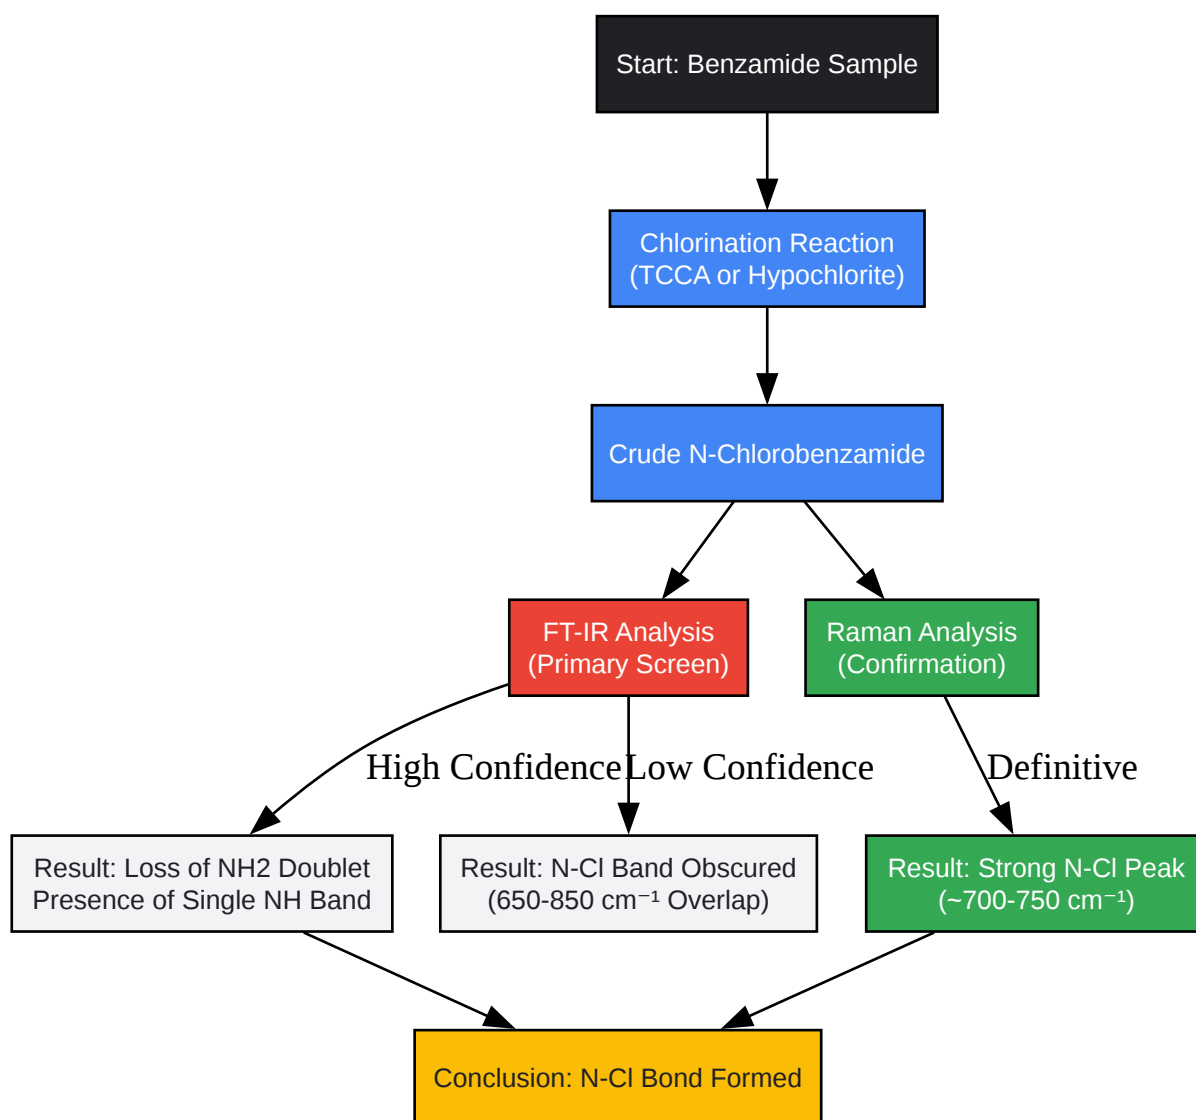 Start: Benzamide Sample
Chlorination Reaction
(TCCA or Hypochlorite)
Crude N-Chlorobenzamide
FT-IR Analysis
(Primary Screen)
Raman Analysis
(Confirmation)
High Confidence
Low Confidence
Definitive
Result: Loss of NH2 Doublet
Presence of Single NH Band
Result: N-Cl Band Obscured
(650-850 cm⁻¹ Overlap)
Result: Strong N-Cl Peak
(~700-750 cm⁻¹)
Conclusion: N-Cl Bond Formed